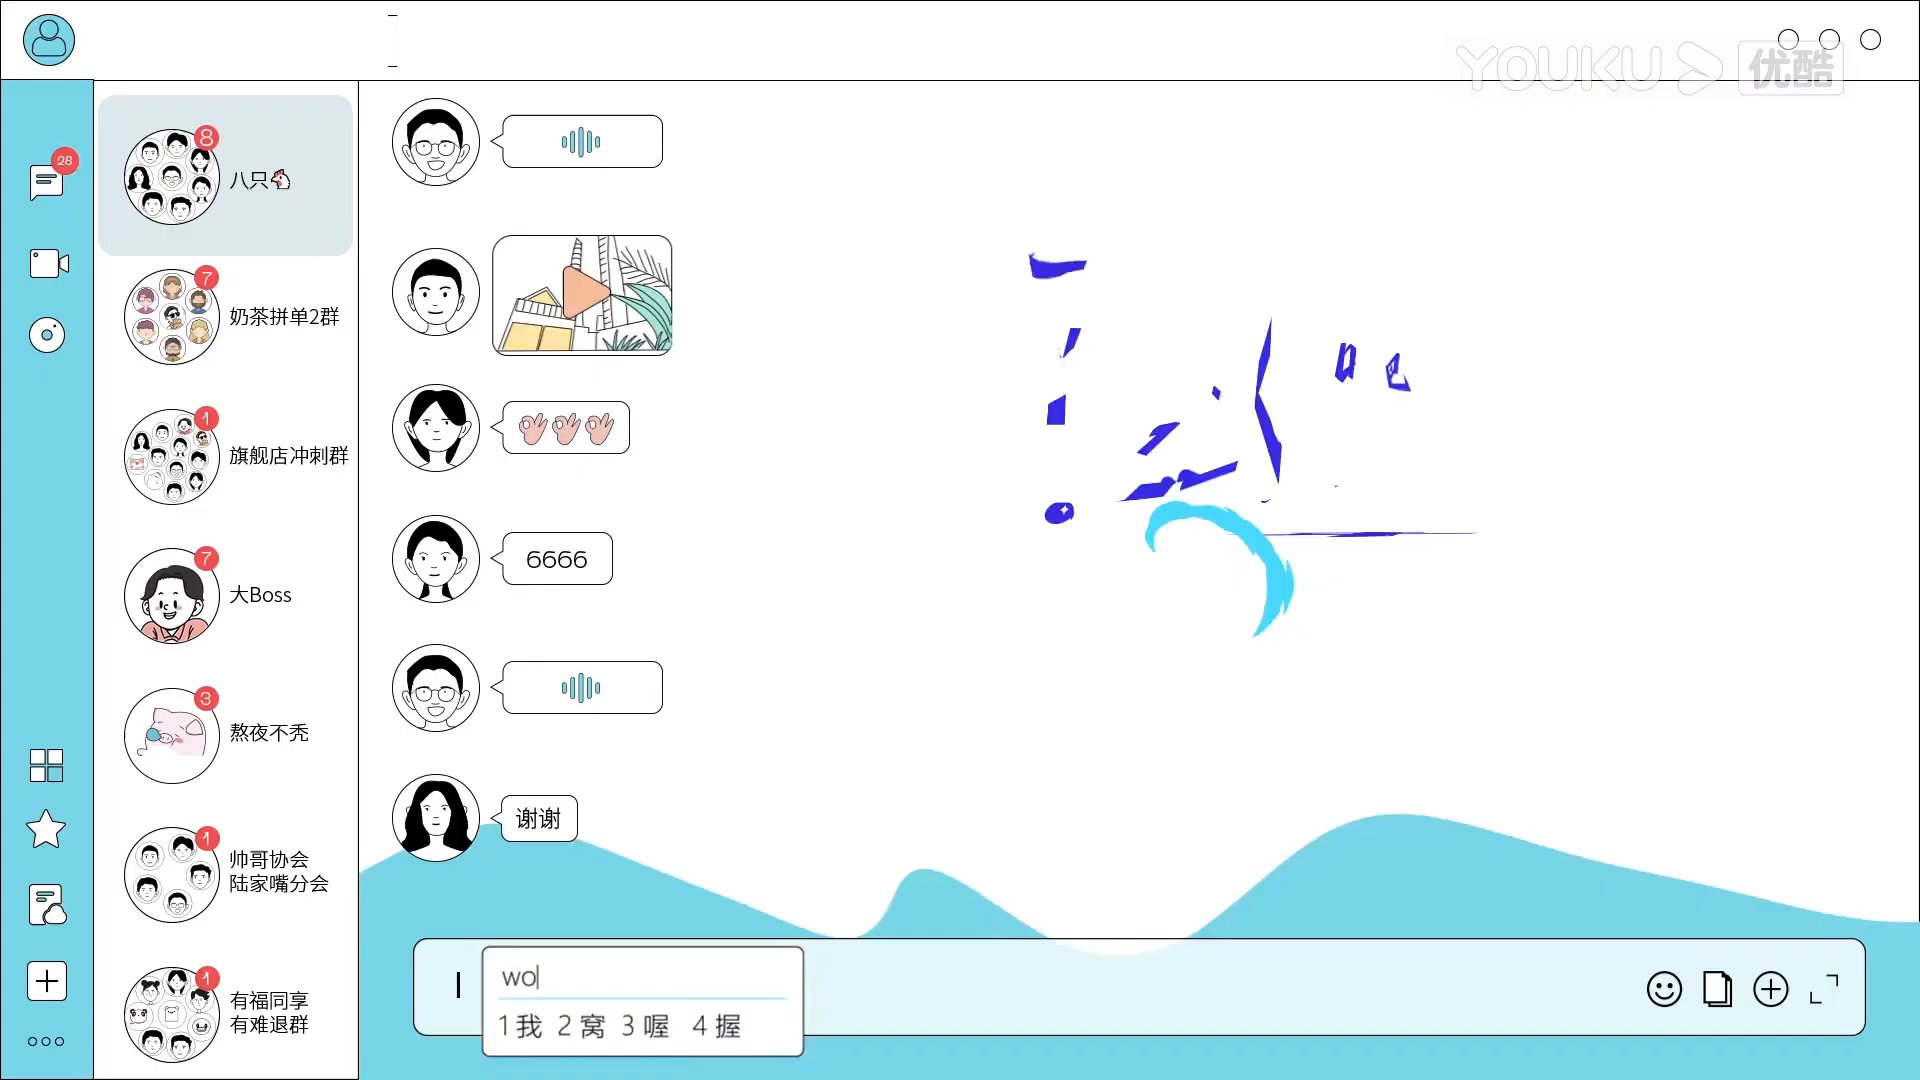 YOUKU 优酷
28
8
八只🐔
7
奶茶拼单2群
1
旗舰店冲刺群
7
大Boss
3
熬夜不秃
1
帅哥协会
陆家嘴分会
1
有福同享
有难退群
👌👌👌
6666
谢谢
wo
1我 2窝 3喔 4握